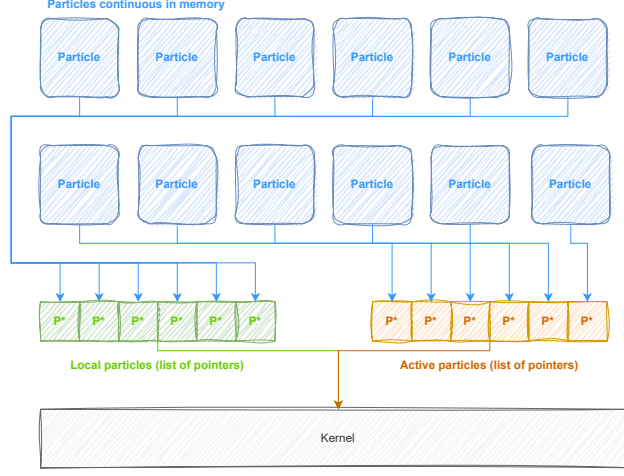 Particles continuous in memory
Particle Particle Particle Particle Particle Particle
Particle Particle Particle Particle Particle Particle
P* P* P* P* P* P* P* P* P* P* P* P*
Local particles (list of pointers) Active particles (list of pointers)
Kernel